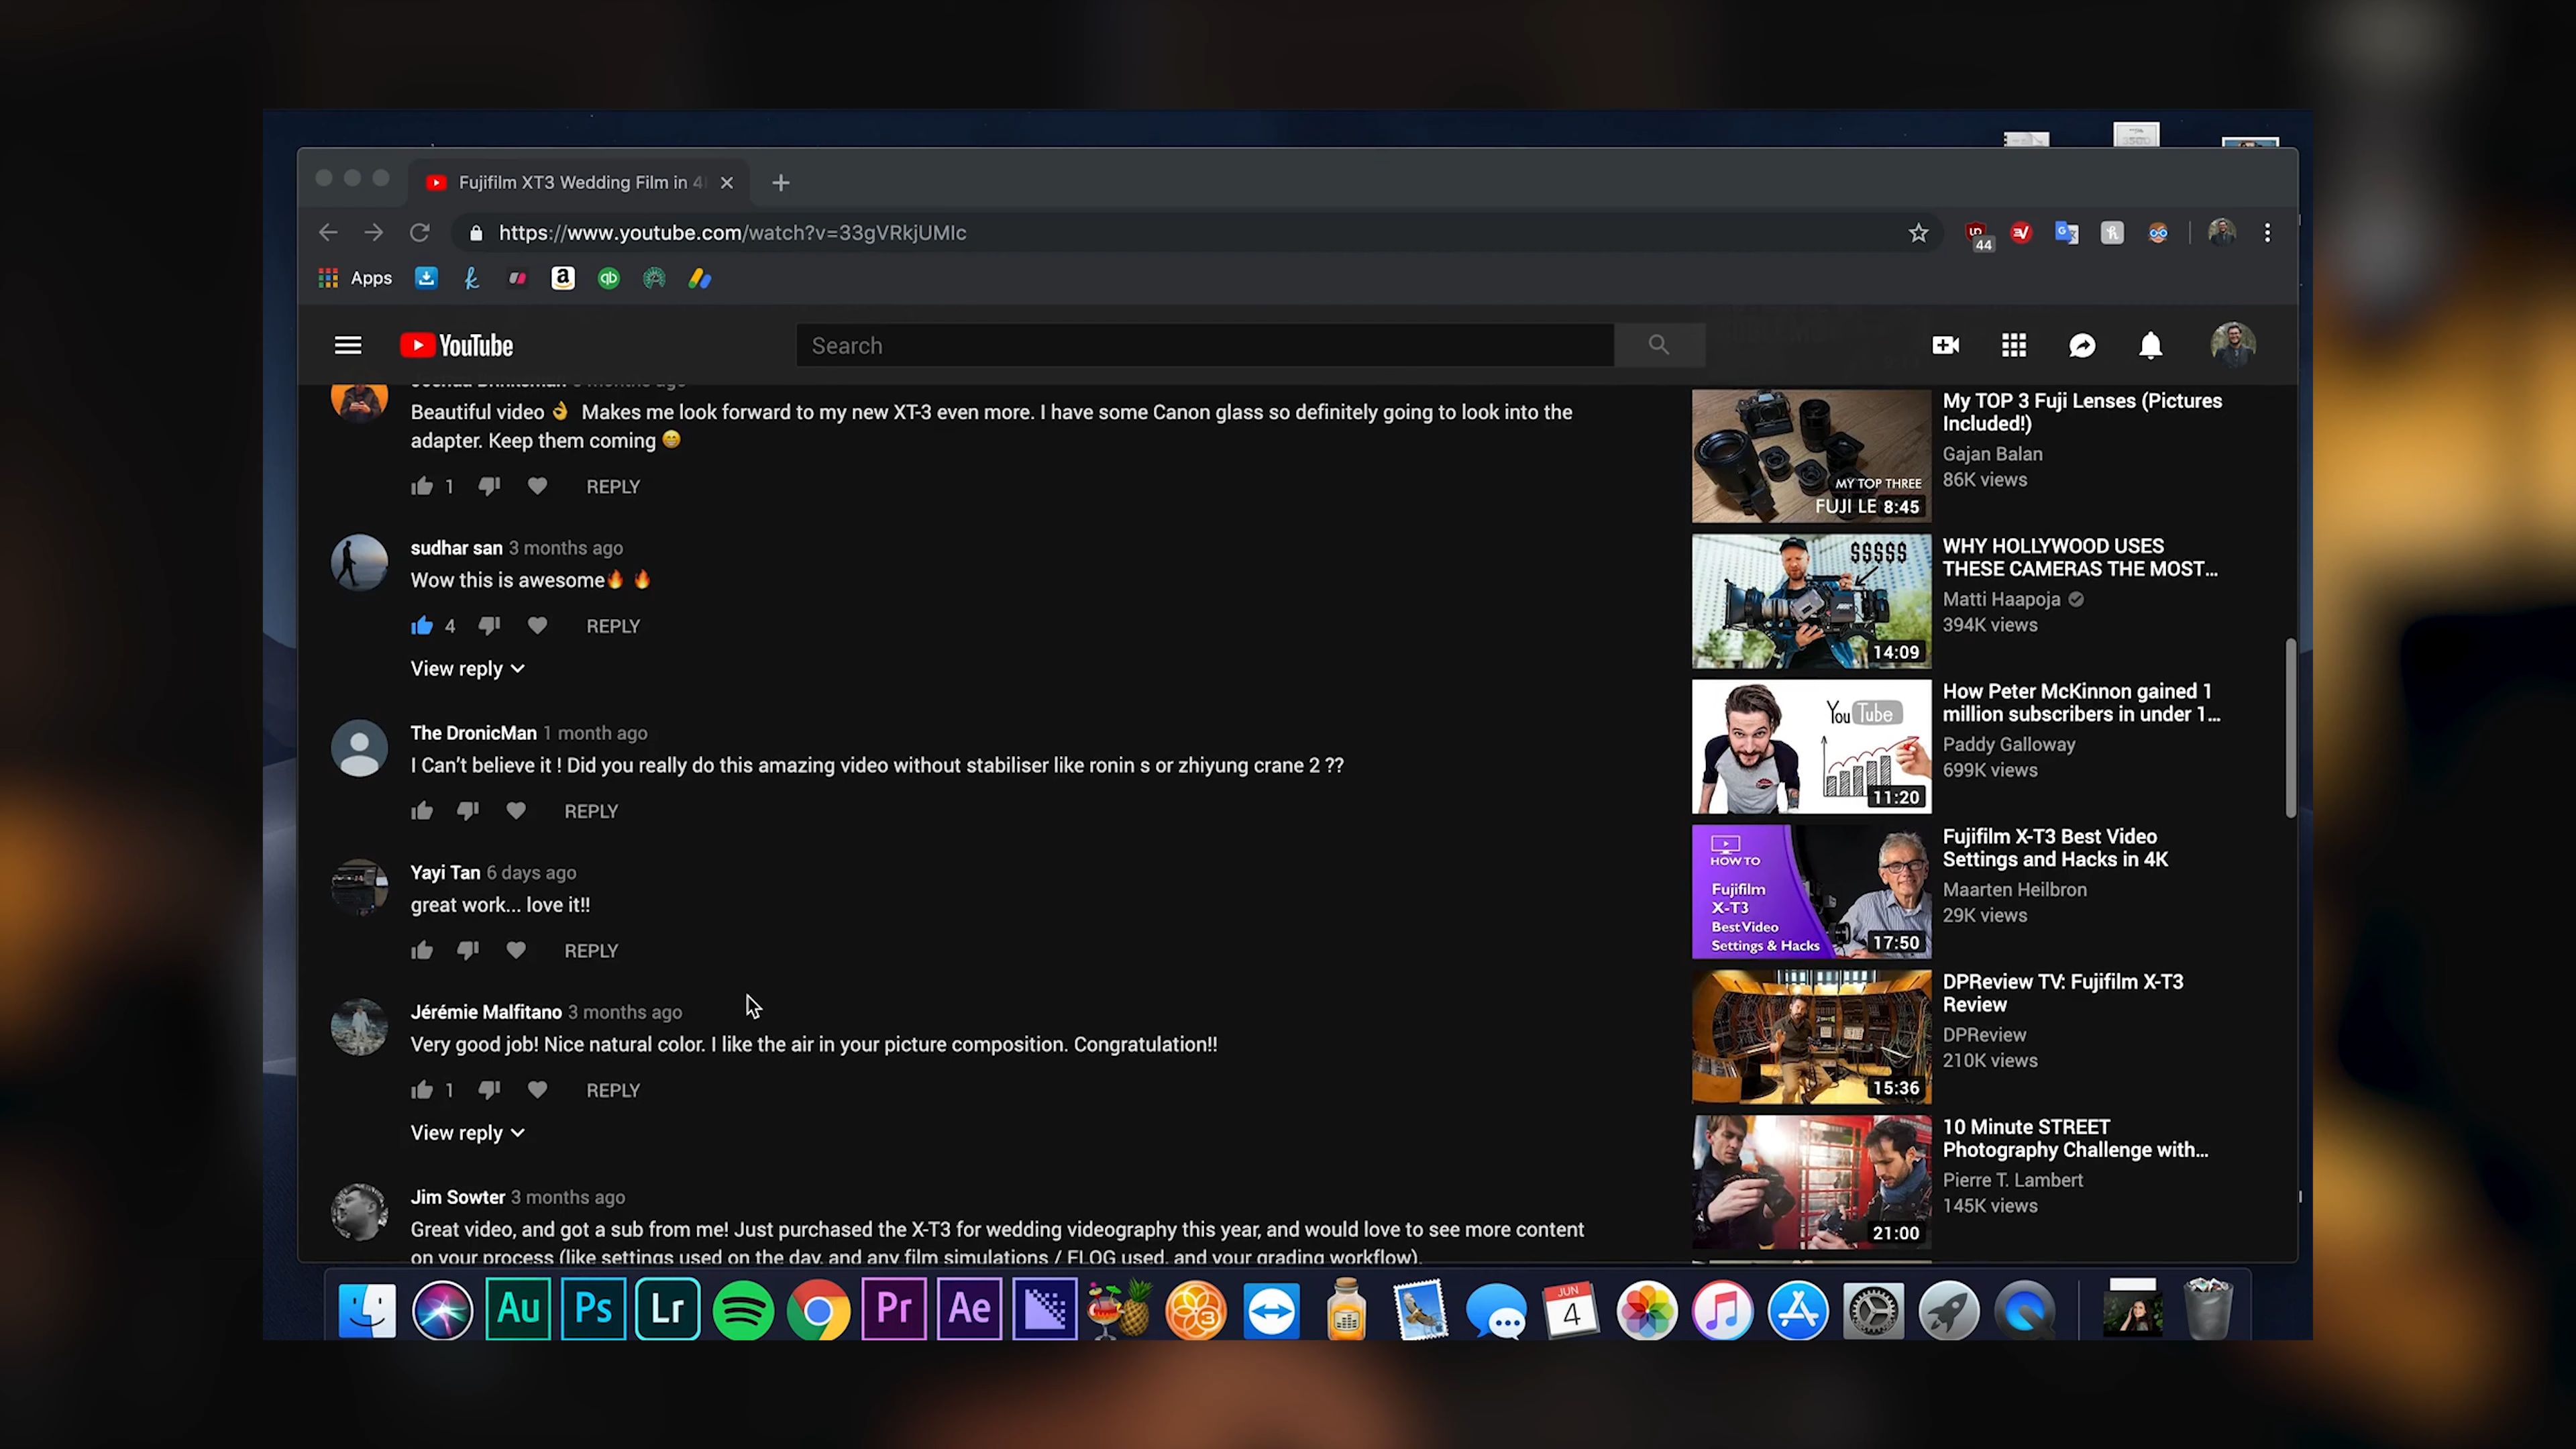 Fujifilm XT3 Wedding Film in 4
https://www.youtube.com/watch?v=33gVRkjUMIc
44
Apps
YouTube
Search
Beautiful video 👌 Makes me look forward to my new XT-3 even more. I have some Canon glass so definitely going to look into the
adapter. Keep them coming 😁
1 REPLY
sudhar san 3 months ago
Wow this is awesome🔥 🔥
4 REPLY
View reply
The DronicMan 1 month ago
I Can't believe it ! Did you really do this amazing video without stabiliser like ronin s or zhiyung crane 2 ??
REPLY
Yayi Tan 6 days ago
great work... love it!!
REPLY
Jérémie Malfitano 3 months ago
Very good job! Nice natural color. I like the air in your picture composition. Congratulation!!
1 REPLY
View reply
Jim Sowter 3 months ago
Great video, and got a sub from me! Just purchased the X-T3 for wedding videography this year, and would love to see more content
on your process (like settings used on the day, and any film simulations / FLOG used, and your grading workflow).
MY TOP THREE
FUJI LE 8:45
My TOP 3 Fuji Lenses (Pictures
Included!)
Gajan Balan
86K views
$$$$$
14:09
WHY HOLLYWOOD USES
THESE CAMERAS THE MOST...
Matti Haapoja
394K views
You Tube
11:20
How Peter McKinnon gained 1
million subscribers in under 1...
Paddy Galloway
699K views
HOW TO
Fujifilm
X-T3
Best Video
Settings & Hacks
17:50
Fujifilm X-T3 Best Video
Settings and Hacks in 4K
Maarten Heilbron
29K views
15:36
DPReview TV: Fujifilm X-T3
Review
DPReview
210K views
21:00
10 Minute STREET
Photography Challenge with...
Pierre T. Lambert
145K views
Au Ps Lr Pr Ae 3 JUN
4